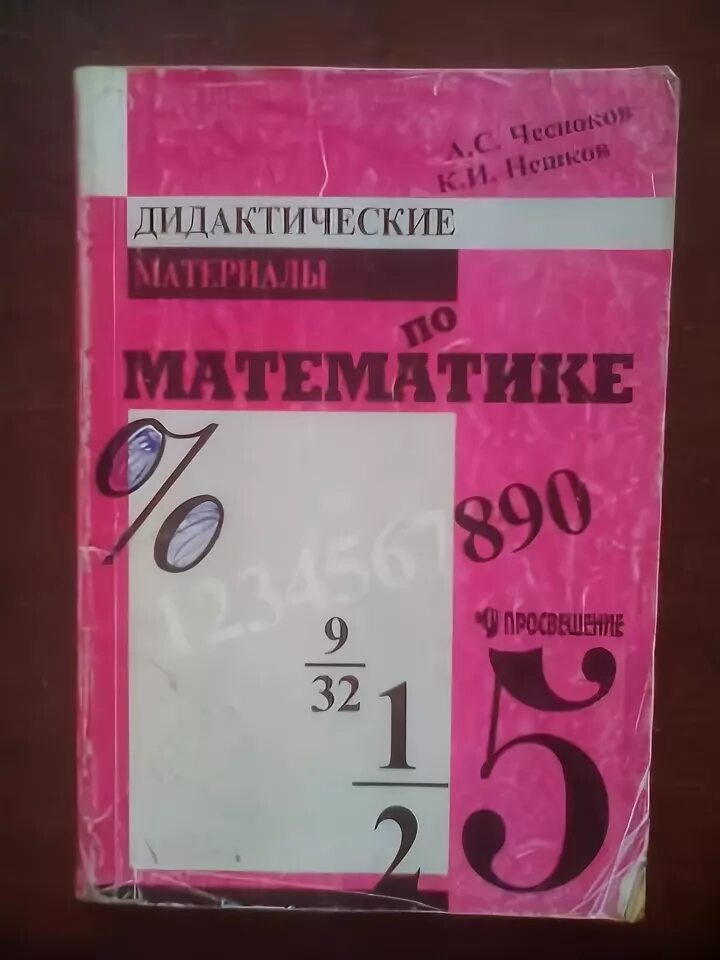 А.С. Чесноков
К.И. Нешков
ДИДАКТИЧЕСКИЕ
МАТЕРИАЛЫ
по
МАТЕМАТИКЕ
%
1234567890
ПРОСВЕЩЕНИЕ
9
32
1
2
5